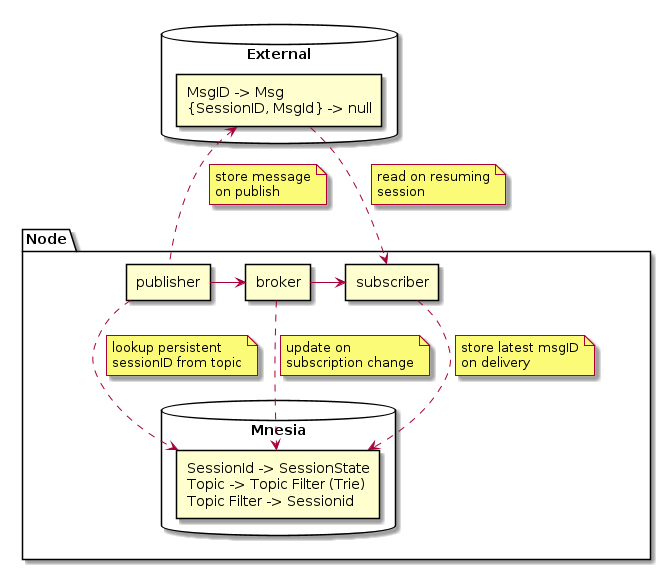 External
MsgID -> Msg
{SessionID, MsgId} -> null
store message
on publish
read on resuming
session
Node
publisher
broker
subscriber
lookup persistent
sessionID from topic
update on
subscription change
store latest msgID
on delivery
Mnesia
SessionId -> SessionState
Topic -> Topic Filter (Trie)
Topic Filter -> Sessionid